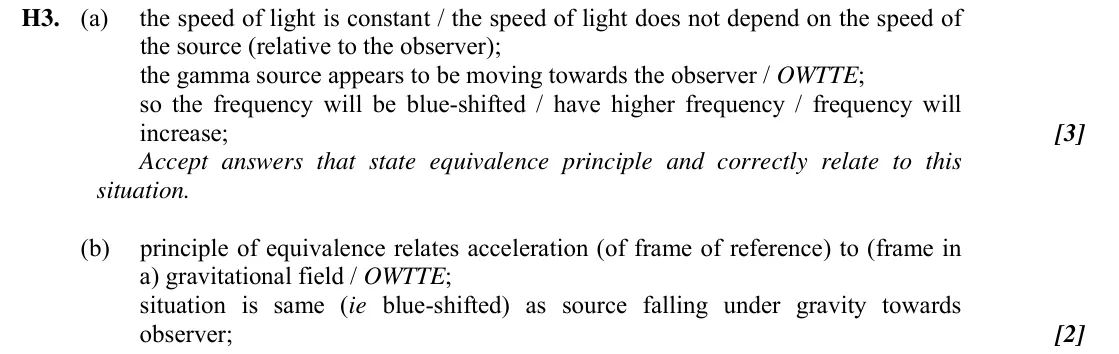 H3. (a) the speed of light is constant / the speed of light does not depend on the speed of
the source (relative to the observer);
the gamma source appears to be moving towards the observer / OWTTE;
so the frequency will be blue-shifted / have higher frequency / frequency will
increase; [3]
Accept answers that state equivalence principle and correctly relate to this
situation.
(b) principle of equivalence relates acceleration (of frame of reference) to (frame in
a) gravitational field / OWTTE;
situation is same (ie blue-shifted) as source falling under gravity towards
observer; [2]